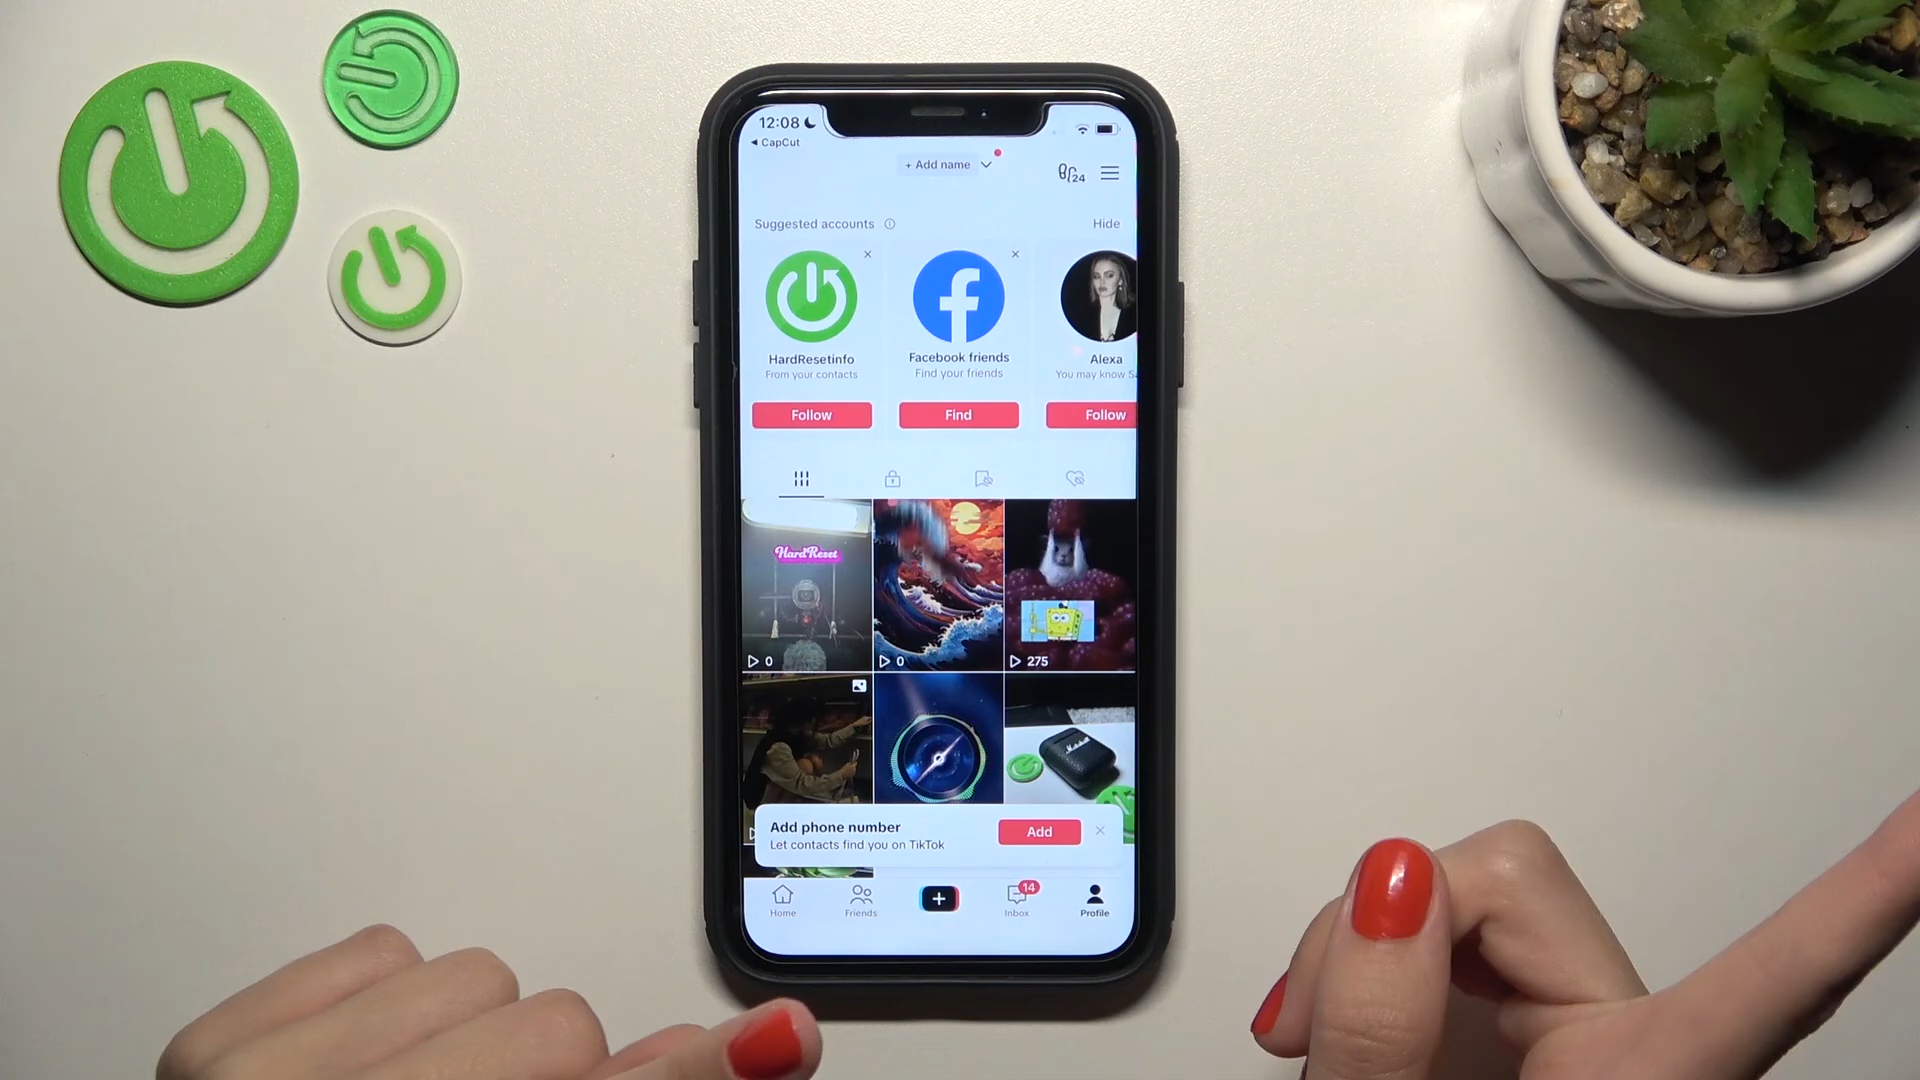 12:08
◄ CapCut
+ Add name
24
Suggested accounts
Hide
HardResetinfo
From your contacts
Follow
Facebook friends
Find your friends
Find
Alexa
You may know
Follow
HardReset
0
0
275
Marshall
Add phone number
Let contacts find you on TikTok
Add
Home
Friends
14
Inbox
Profile